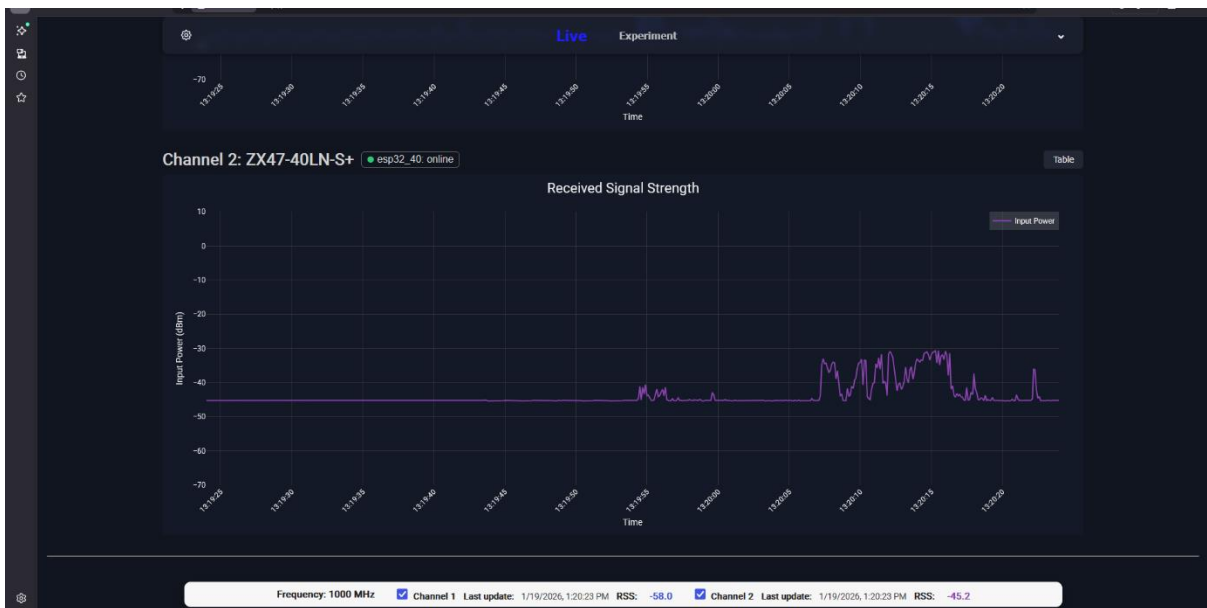 Live Experiment
-70
13:19:25 13:19:30 13:19:35 13:19:40 13:19:45 13:19:50 13:19:55 13:20:00 13:20:05 13:20:10 13:20:15 13:20:20
Time
Channel 2: ZX47-40LN-S+ esp32_40: online Table
Received Signal Strength
Input Power
Input Power (dBm)
10
0
-10
-20
-30
-40
-50
-60
-70
13:19:25 13:19:30 13:19:35 13:19:40 13:19:45 13:19:50 13:19:55 13:20:00 13:20:05 13:20:10 13:20:15 13:20:20
Time
Frequency: 1000 MHz Channel 1 Last update: 1/19/2026, 1:20:23 PM RSS: -58.0 Channel 2 Last update: 1/19/2026, 1:20:23 PM RSS: -45.2